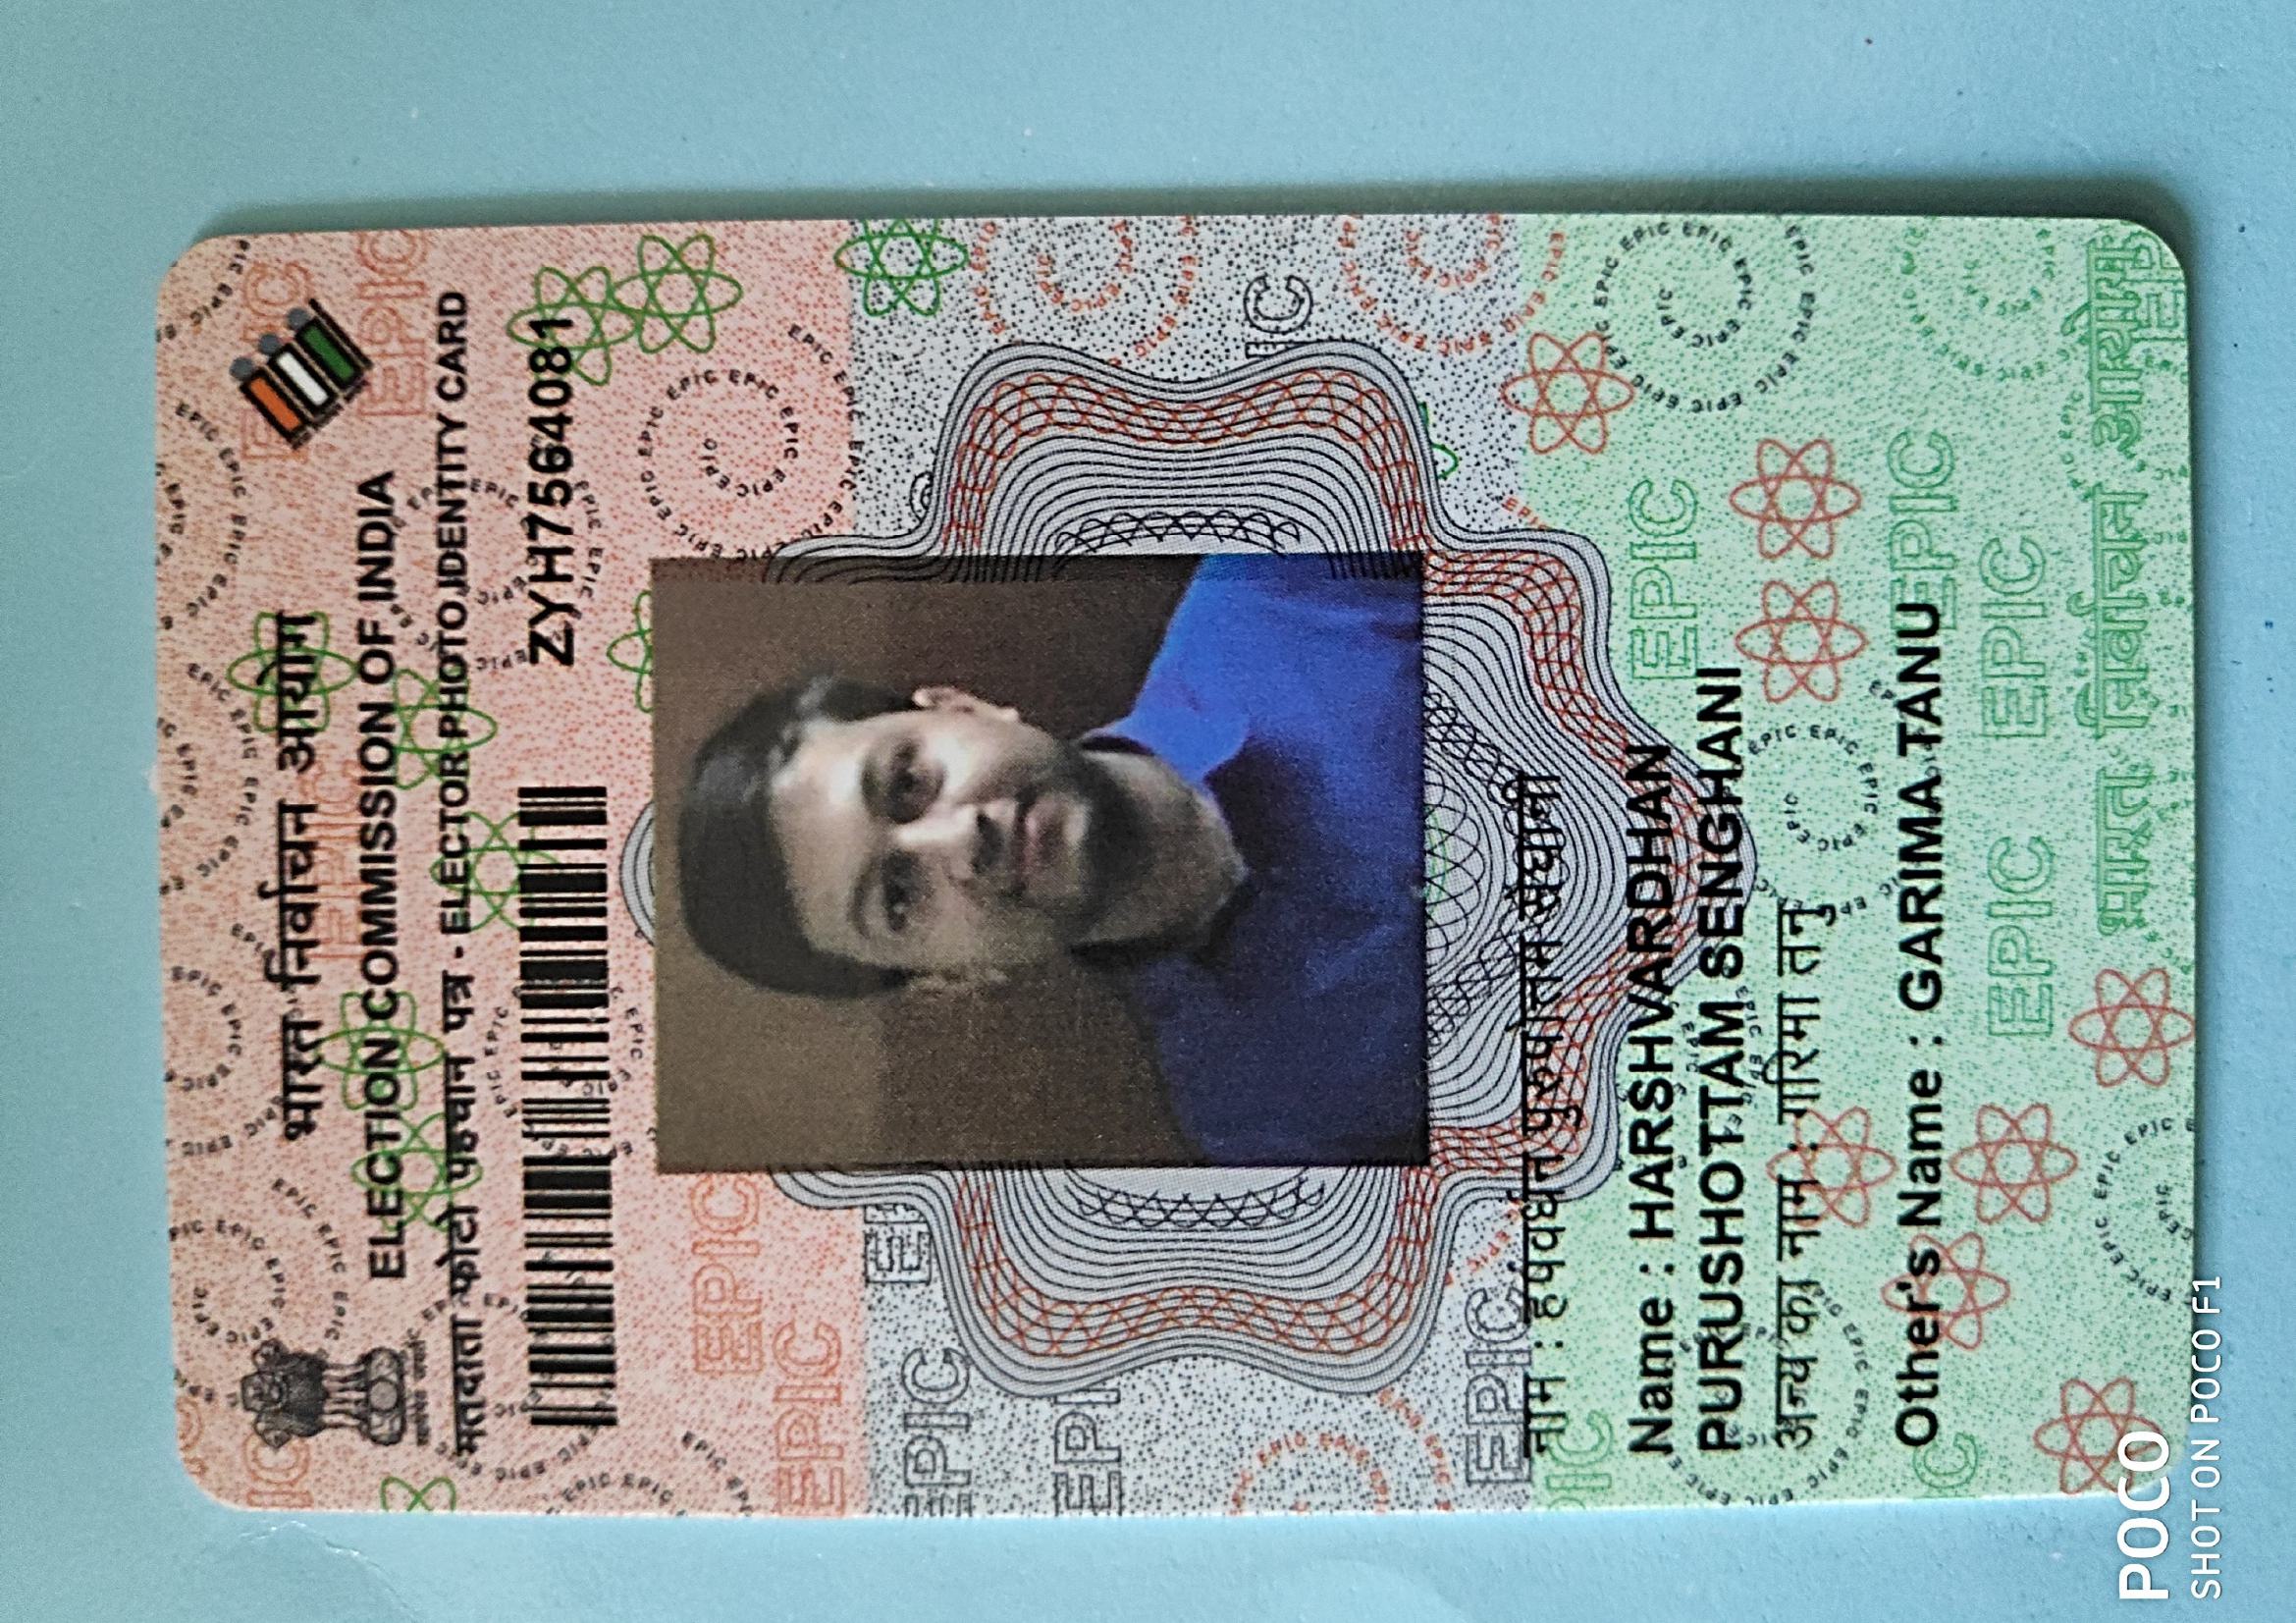 भारत निर्वाचन आयोग
ELECTION COMMISSION OF INDIA
मतदाता फोटो पहचान पत्र - ELECTOR PHOTO IDENTITY CARD
ZYH7564081
नाम : हर्षवर्धन पुरुषोत्तम सेंघाणी
Name : HARSHVARDHAN
PURUSHOTTAM SENGHANI
अन्य का नाम : गरिमा तनु
Other's Name : GARIMA TANU
भारत निर्वाचन आयोग
EPIC
POCO
SHOT ON POCO F1